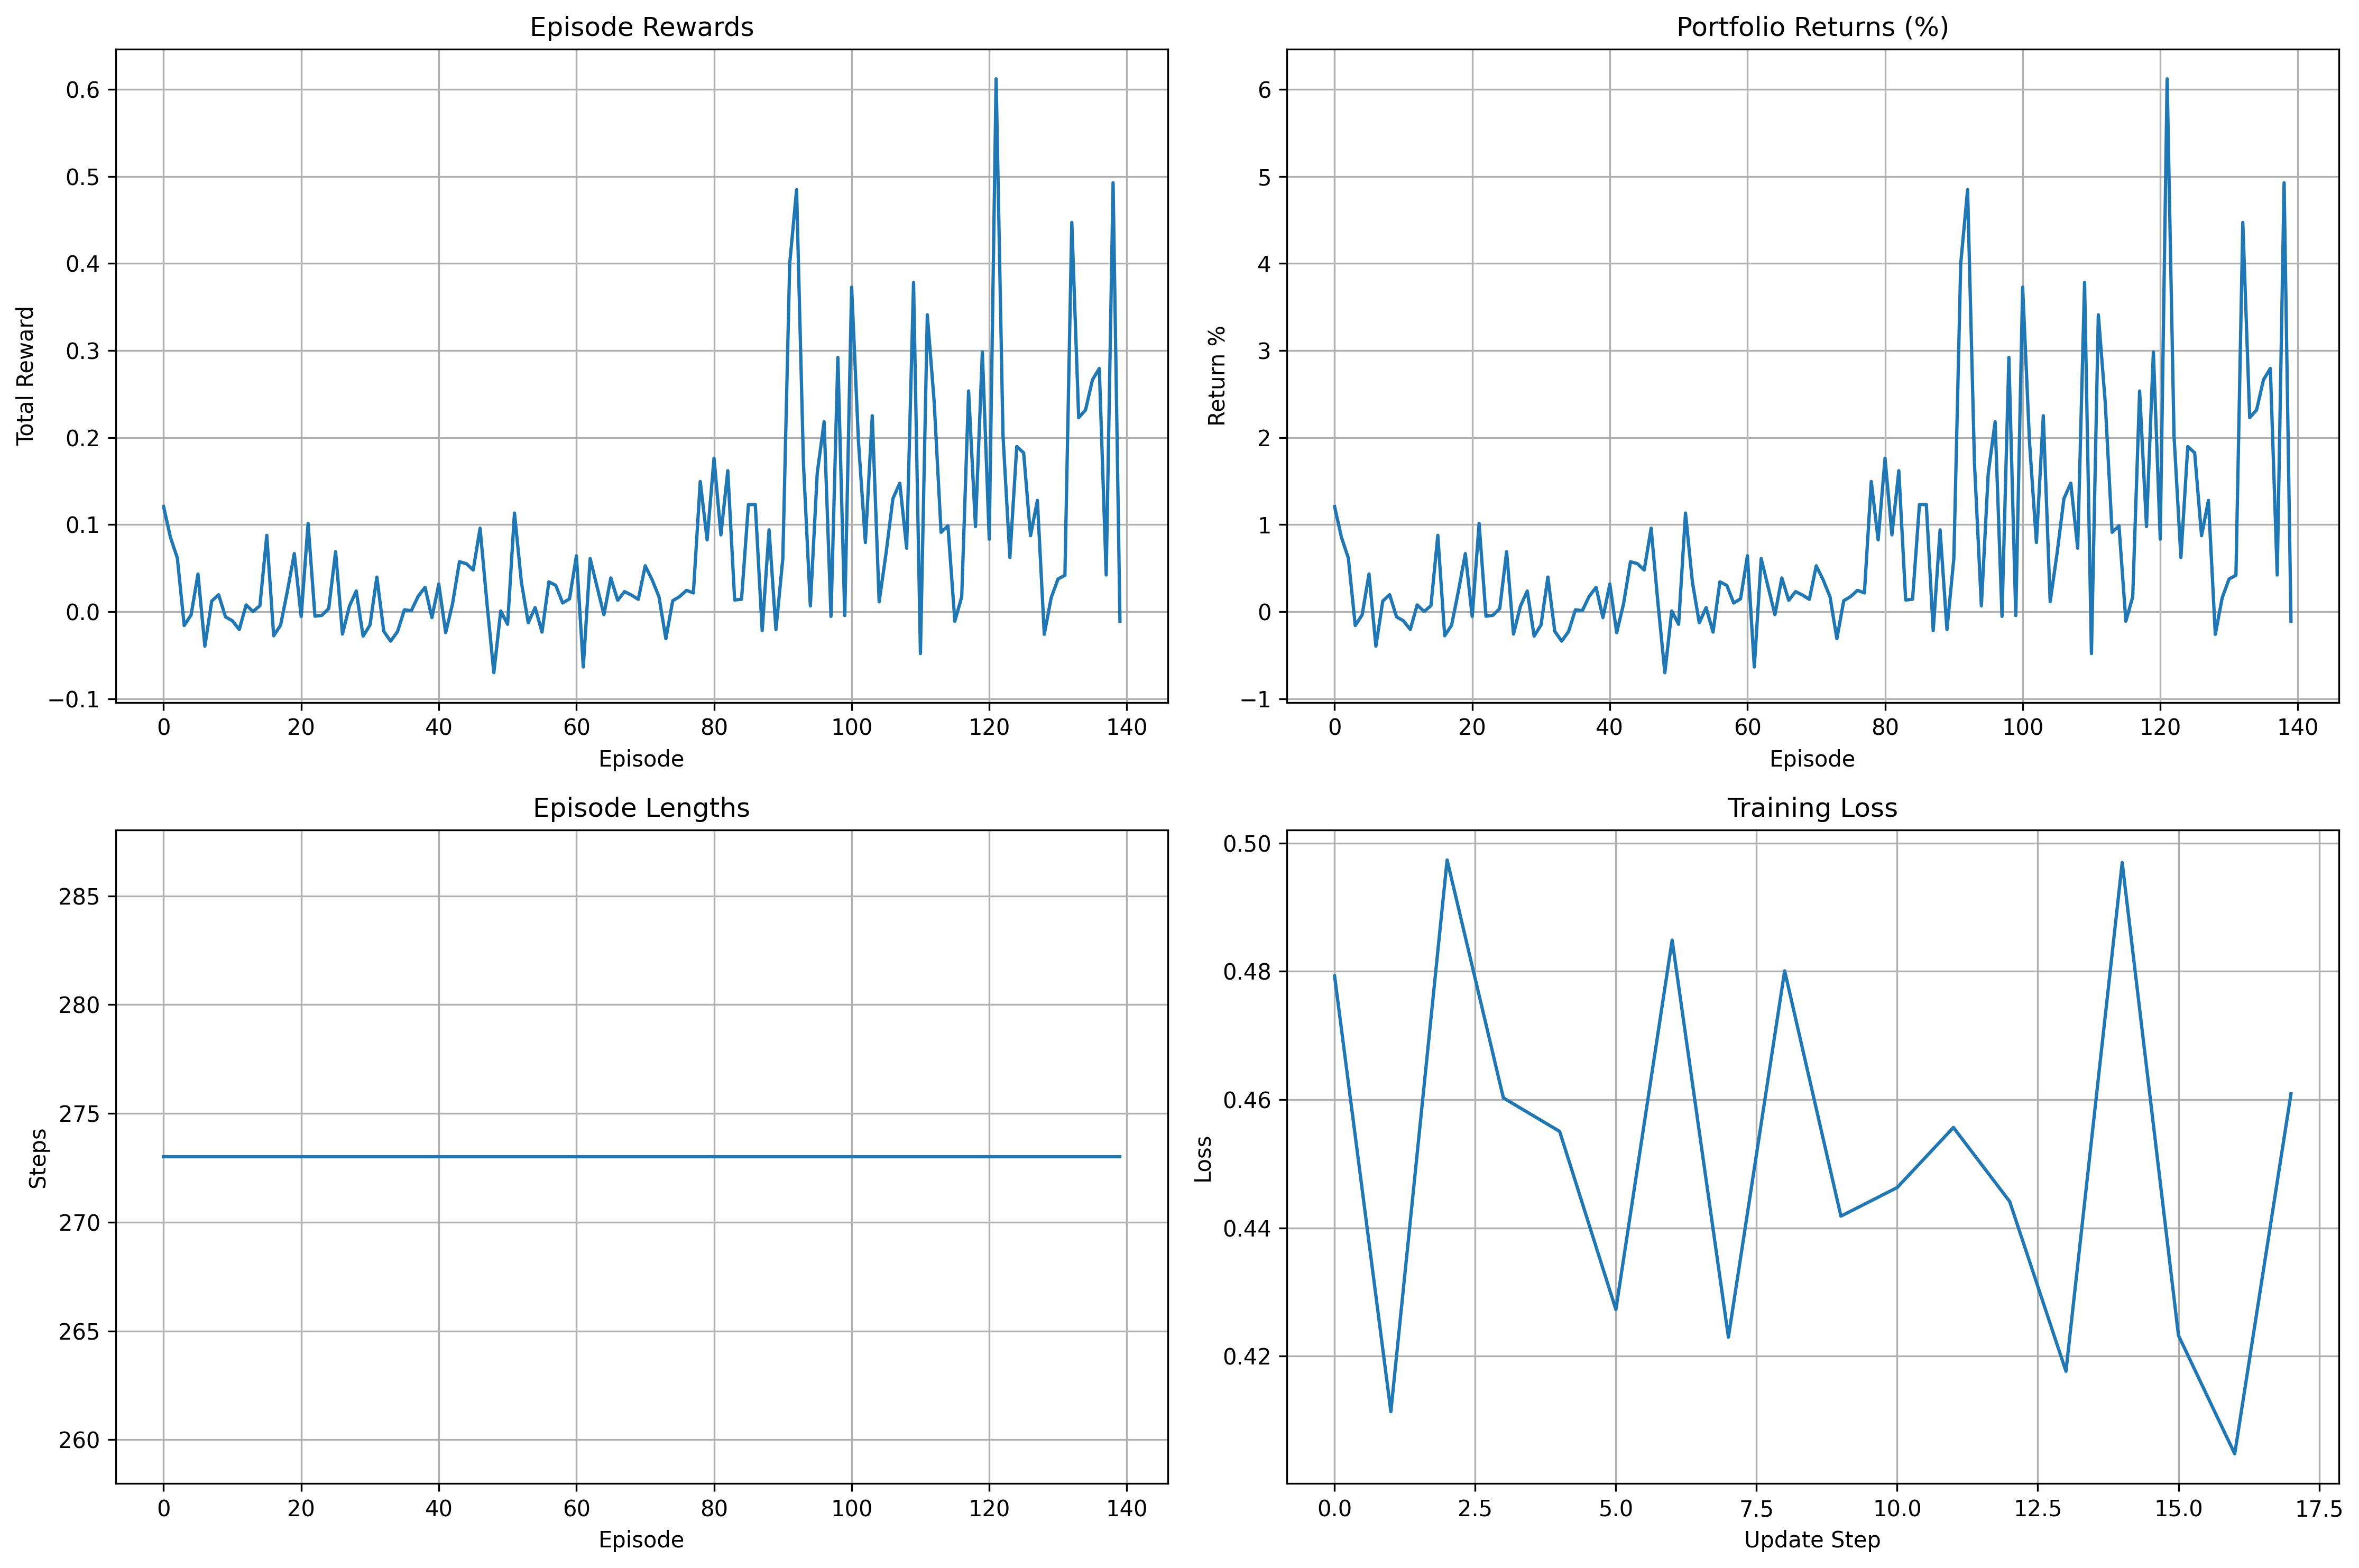 Episode Rewards
Total Reward
0.6
0.5
0.4
0.3
0.2
0.1
0.0
−0.1
0 20 40 60 80 100 120 140
Episode
Portfolio Returns (%)
Return %
6
5
4
3
2
1
0
−1
0 20 40 60 80 100 120 140
Episode
Episode Lengths
Steps
285
280
275
270
265
260
0 20 40 60 80 100 120 140
Episode
Training Loss
Loss
0.50
0.48
0.46
0.44
0.42
0.0 2.5 5.0 7.5 10.0 12.5 15.0 17.5
Update Step